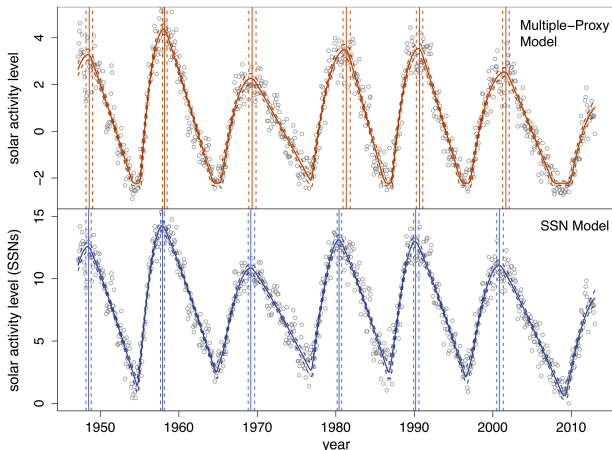 Multiple-Proxy
Model
solar activity level
4
2
0
−2
SSN Model
solar activity level (SSNs)
15
10
5
0
1950 1960 1970 1980 1990 2000 2010
year